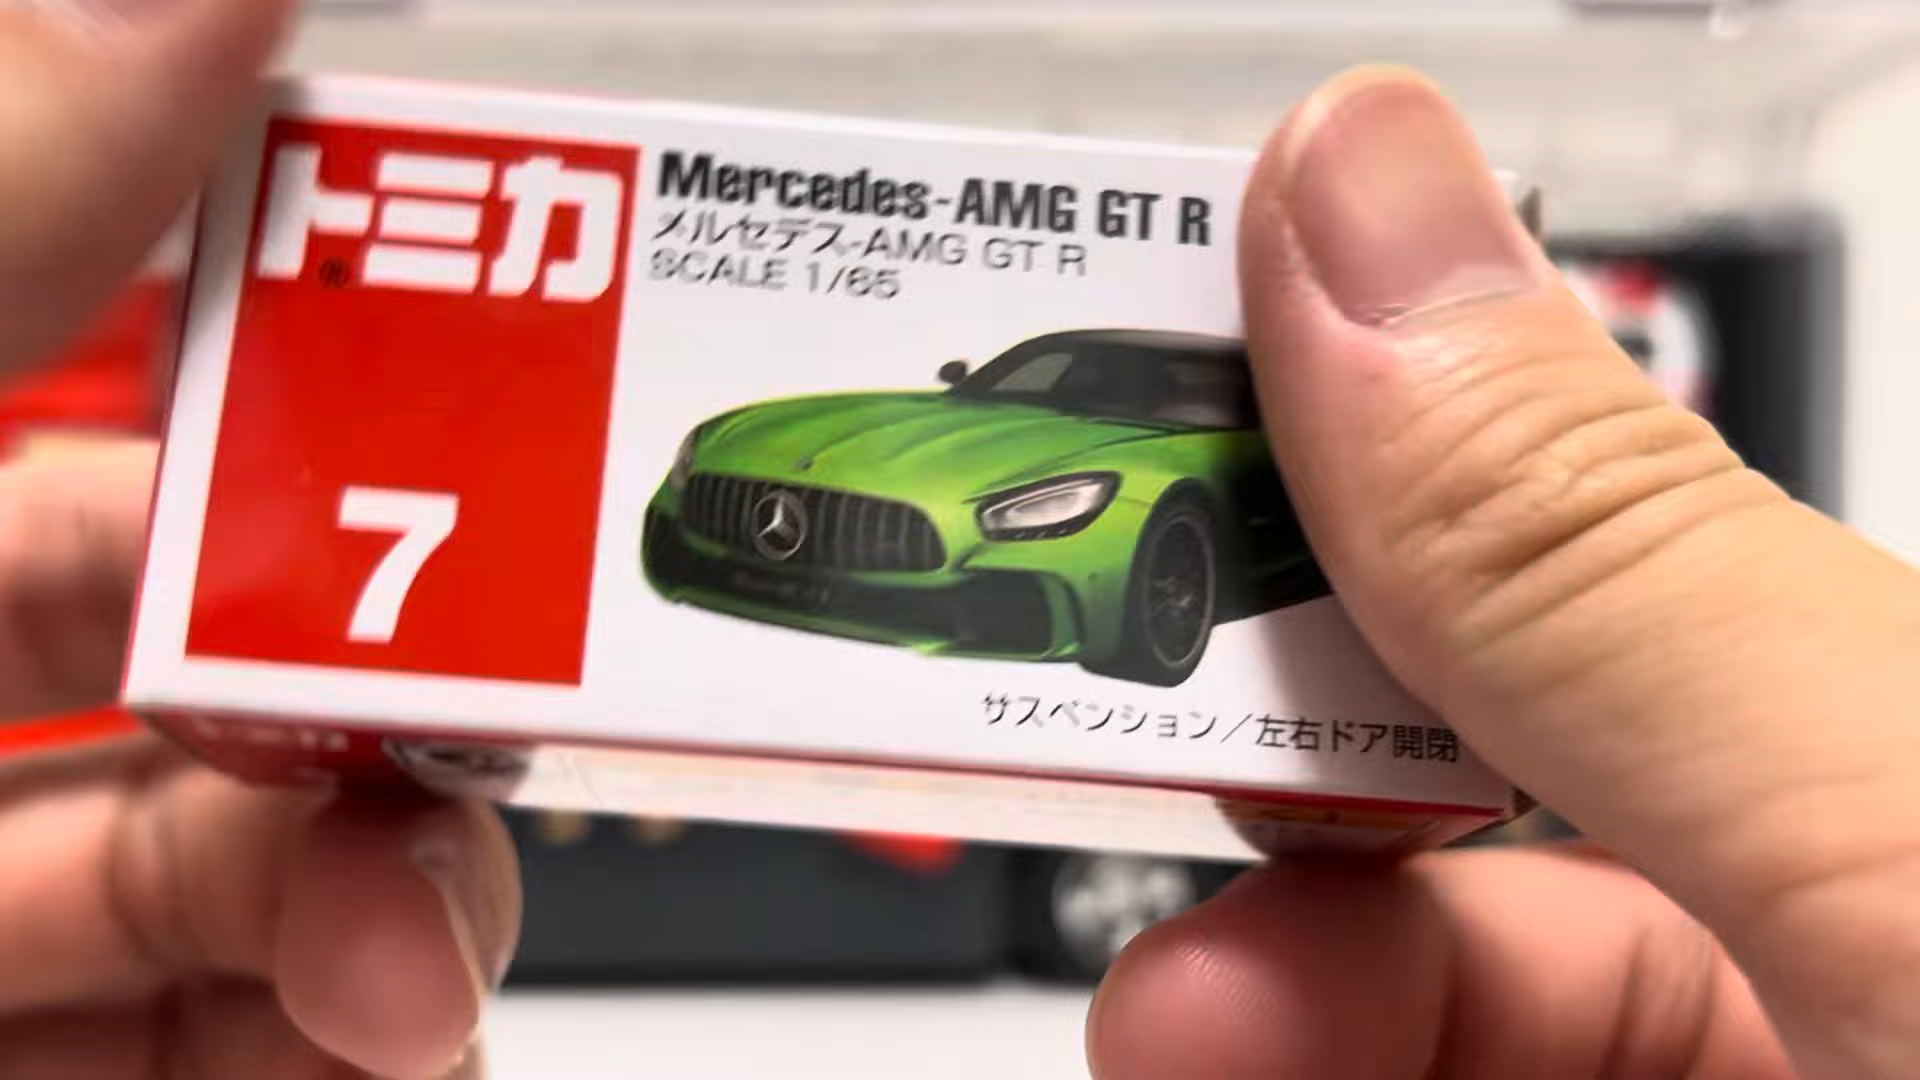 トミカ
®
7
Mercedes-AMG GT R
メルセデス-AMG GT R
SCALE 1/65
サスペンション/左右ドア開閉